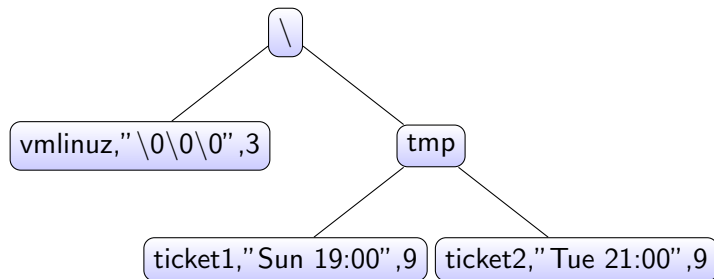 \
vmlinuz,"\0\0\0",3
tmp
ticket1,"Sun 19:00",9
ticket2,"Tue 21:00",9